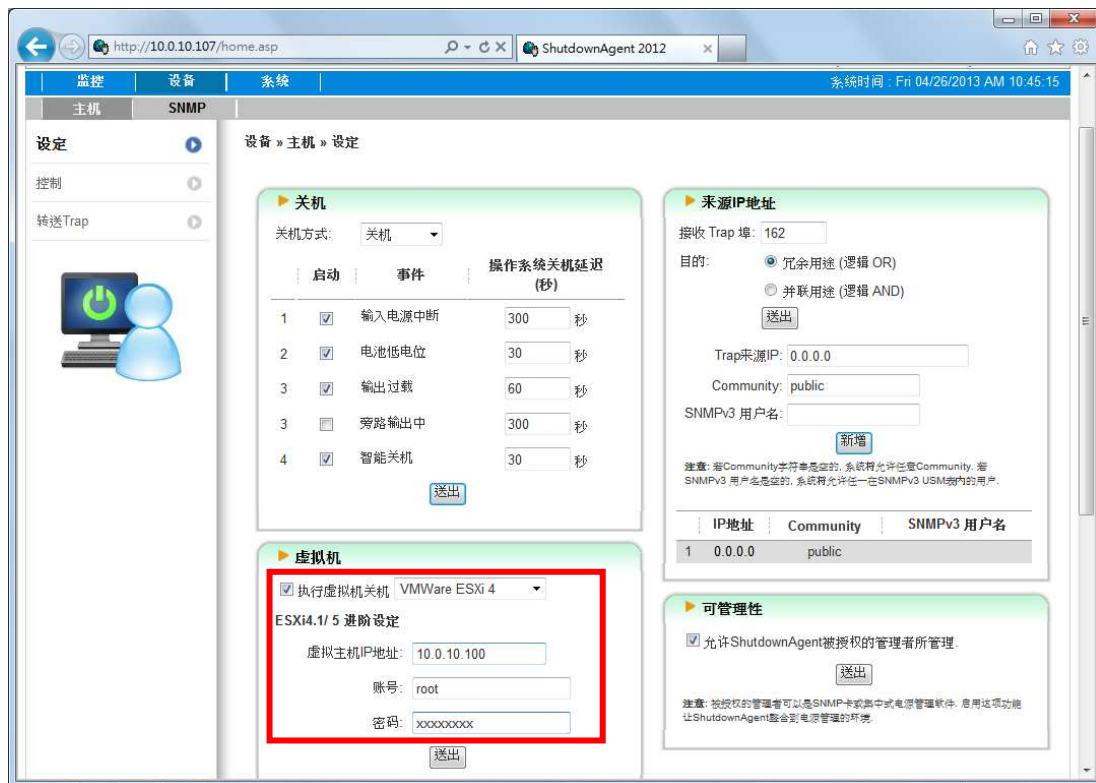 http://10.0.10.107/home.asp
ShutdownAgent 2012
监控 设备 系统
系统时间 : Fri 04/26/2013 AM 10:45:15
主机 SNMP
设定
控制
转送Trap
设备 » 主机 » 设定
关机
关机方式: 关机
启动 事件 操作系统关机延迟
(秒)
1 输入电源中断 300 秒
2 电池低电位 30 秒
3 输出过载 60 秒
3 旁路输出中 300 秒
4 智能关机 30 秒
送出
虚拟机
执行虚拟机关机 VMWare ESXi 4
ESXi4.1/ 5 进阶设定
虚拟主机IP地址: 10.0.10.100
账号: root
密码: xxxxxxxx
送出
来源IP地址
接收 Trap 埠: 162
目的: 冗余用途 (逻辑 OR)
并联用途 (逻辑 AND)
送出
Trap来源IP: 0.0.0.0
Community: public
SNMPv3 用户名:
新增
注意: 若Community字符串是空的, 系统将允许任意Community. 若
SNMPv3 用户名是空的, 系统将允许任一在SNMPv3 USM表内的用户.
IP地址 Community SNMPv3 用户名
1 0.0.0.0 public
可管理性
允许ShutdownAgent被授权的管理者所管理.
送出
注意: 被授权的管理者可以是SNMP卡或集中式电源管理软件. 启用这项功能
让ShutdownAgent整合到电源管理的环境.